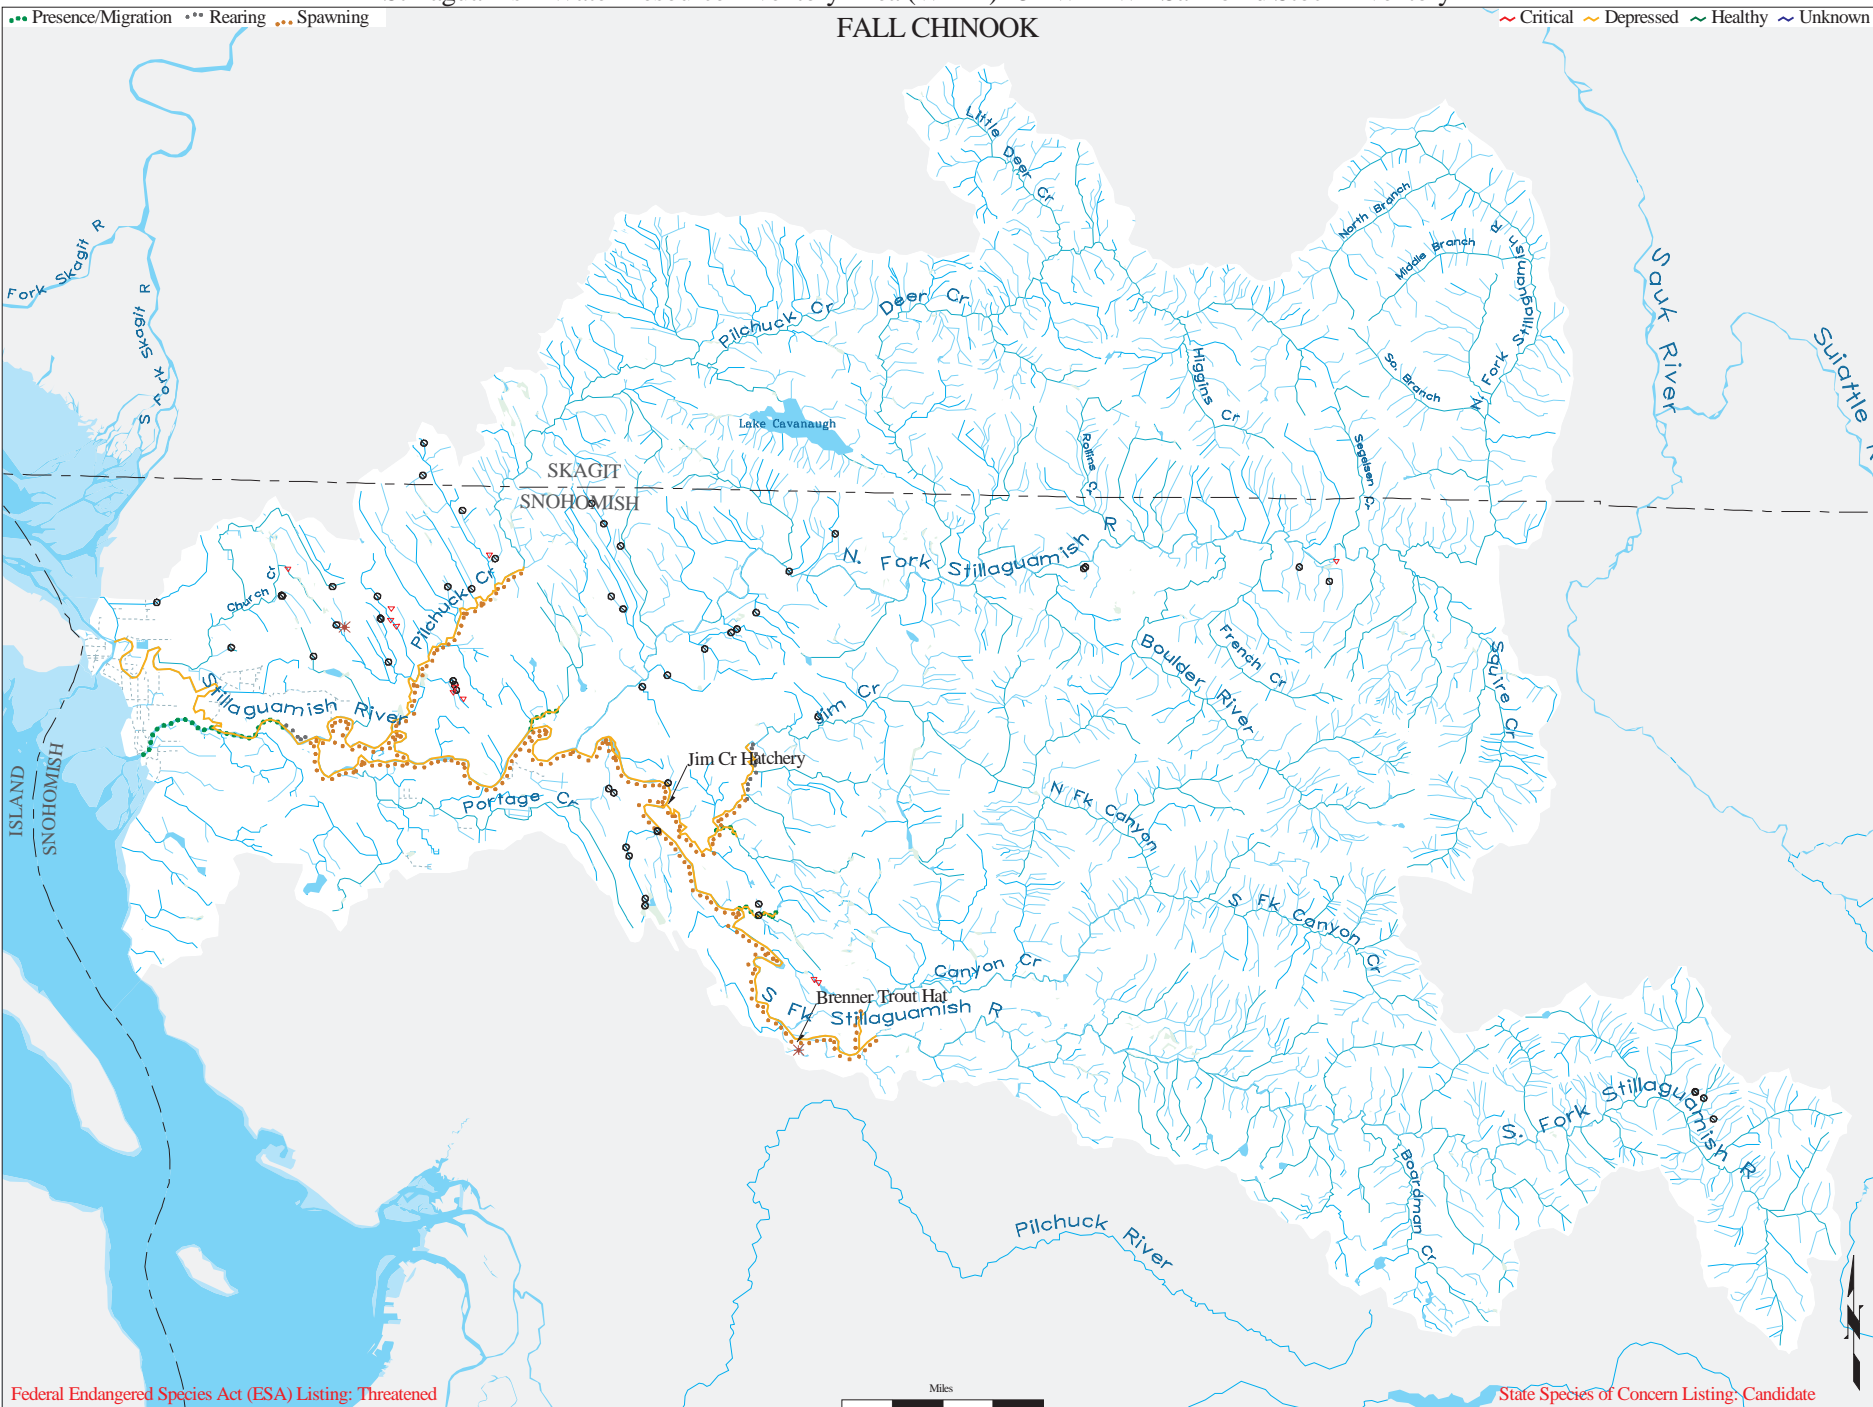 Presence/Migration Rearing Spawning
FALL CHINOOK
Critical Depressed Healthy Unknown
Little Deer Cr
North Branch
Middle Branch
N. Fork Stillaguamish R
So. Branch
Fork Skagit R
S Fork Skagit R
Sauk River
Suiattle
Pilchuck Cr
Deer Cr
Higgins Cr
Lake Cavanaugh
Rollins Cr
Segelsen Cr
SKAGIT
SNOHOMISH
N. Fork Stillaguamish R
Church Cr
Pilchuck Cr
Boulder River
French Cr
Squire Cr
Stillaguamish River
Jim Cr
Jim Cr Hatchery
ISLAND
SNOHOMISH
Portage Cr
N Fk Canyon
S Fk Canyon Cr
Canyon Cr
Brenner Trout Hat
S Fk Stillaguamish R
S. Fork Stillaguamish R
Boardman Cr
Pilchuck River
N
Federal Endangered Species Act (ESA) Listing: Threatened
Miles
State Species of Concern Listing: Candidate